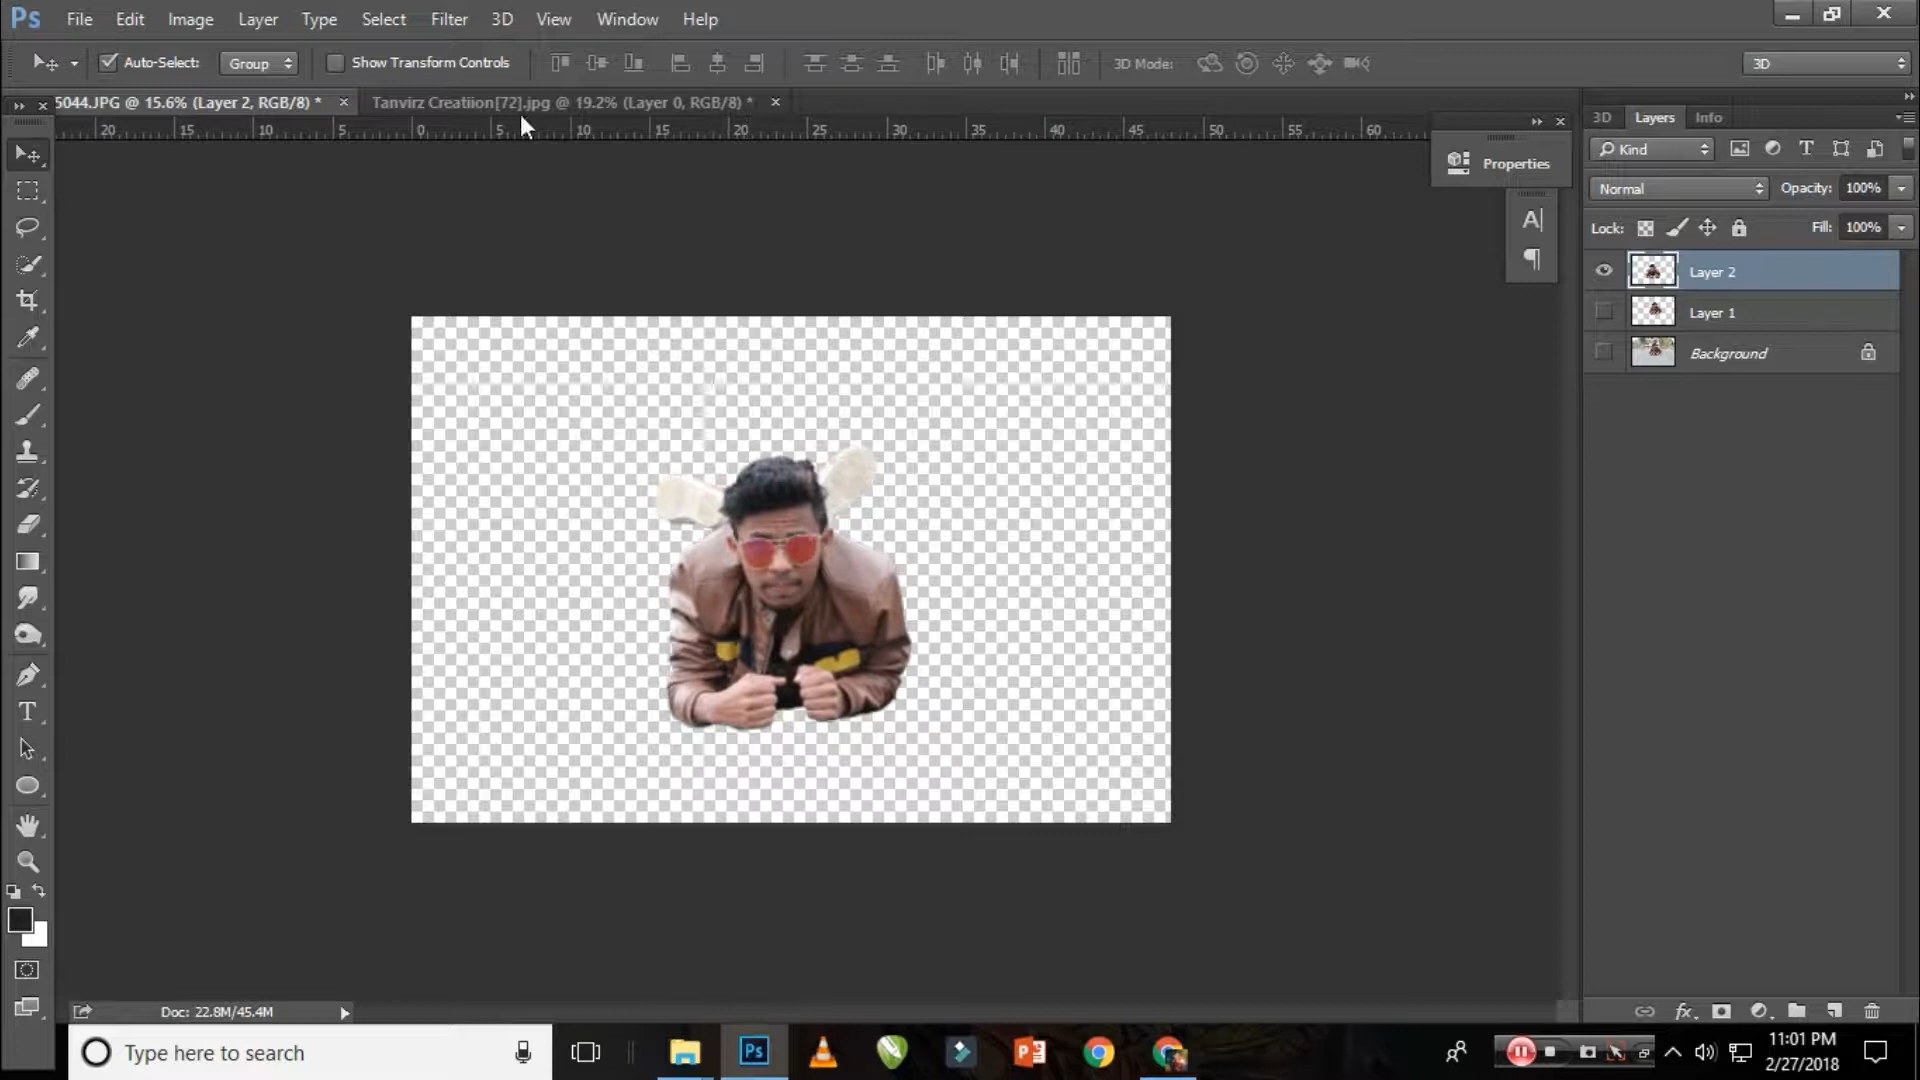 Ps File Edit Image Layer Type Select Filter 3D View Window Help
Auto-Select: Group Show Transform Controls 3D Mode: 3D
5044.JPG @ 15.6% (Layer 2, RGB/8) * × Tanvirz Creatiion[72].jpg @ 19.2% (Layer 0, RGB/8) * ×
20 15 10 5 0 5 10 15 20 25 30 35 40 45 50 55 60
Properties
3D Layers Info
Kind
Normal Opacity: 100%
Lock: Fill: 100%
Layer 2
Layer 1
Background
Doc: 22.8M/45.4M
Type here to search
11:01 PM
2/27/2018